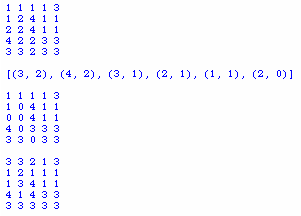 1 1 1 1 3
1 2 4 1 1
2 2 4 1 1
4 2 2 3 3
3 3 2 3 3
[(3, 2), (4, 2), (3, 1), (2, 1), (1, 1), (2, 0)]
1 1 1 1 3
1 0 4 1 1
0 0 4 1 1
4 0 3 3 3
3 3 0 3 3
3 3 2 1 3
1 2 1 1 1
1 3 4 1 1
4 1 4 3 3
3 3 3 3 3